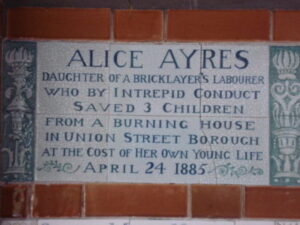 ALICE AYRES
DAUGHTER OF A BRICKLAYER'S LABOURER
WHO BY INTREPID CONDUCT
SAVED 3 CHILDREN
FROM A BURNING HOUSE
IN UNION STREET BOROUGH
AT THE COST OF HER OWN YOUNG LIFE
APRIL 24 1885